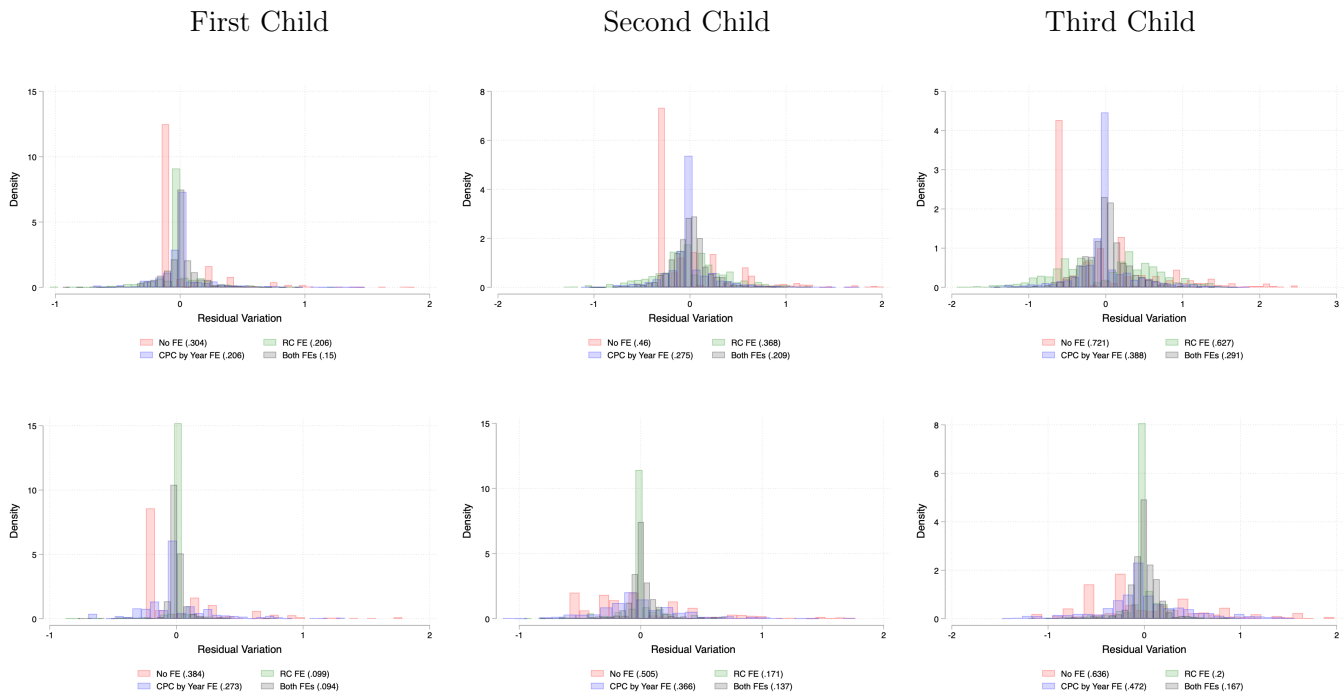 First Child
Second Child
Third Child
15
10
5
0
Density
-1 0 1 2
Residual Variation
No FE (.304) RC FE (.206)
CPC by Year FE (.206) Both FEs (.15)
8
6
4
2
0
Density
-2 -1 0 1 2
Residual Variation
No FE (.46) RC FE (.368)
CPC by Year FE (.275) Both FEs (.209)
5
4
3
2
1
0
Density
-2 -1 0 1 2 3
Residual Variation
No FE (.721) RC FE (.627)
CPC by Year FE (.388) Both FEs (.291)
15
10
5
0
Density
-1 0 1 2
Residual Variation
No FE (.384) RC FE (.099)
CPC by Year FE (.273) Both FEs (.094)
15
10
5
0
Density
-1 0 1 2
Residual Variation
No FE (.505) RC FE (.171)
CPC by Year FE (.366) Both FEs (.137)
8
6
4
2
0
Density
-2 -1 0 1 2
Residual Variation
No FE (.636) RC FE (.2)
CPC by Year FE (.472) Both FEs (.167)